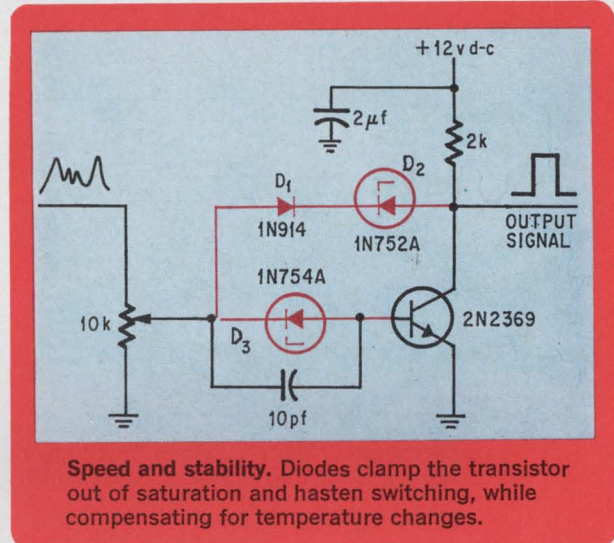 +12v d-c
2μf
2k
D₂
D₁
1N914
1N752A
OUTPUT
SIGNAL
1N754A
10k
D₃
2N2369
10pf
Speed and stability. Diodes clamp the transistor
out of saturation and hasten switching, while
compensating for temperature changes.